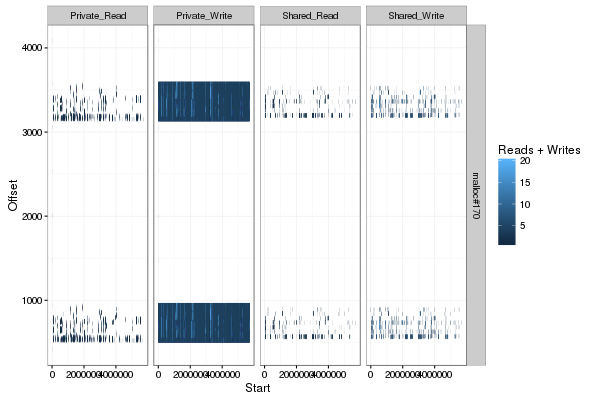 Private_Read Private_Write Shared_Read Shared_Write
4000
3000
2000
1000
Offset
malloc#170
Reads + Writes
20
15
10
5
0 2000000 4000000 0 2000000 4000000 0 2000000 4000000 0 2000000 4000000
Start